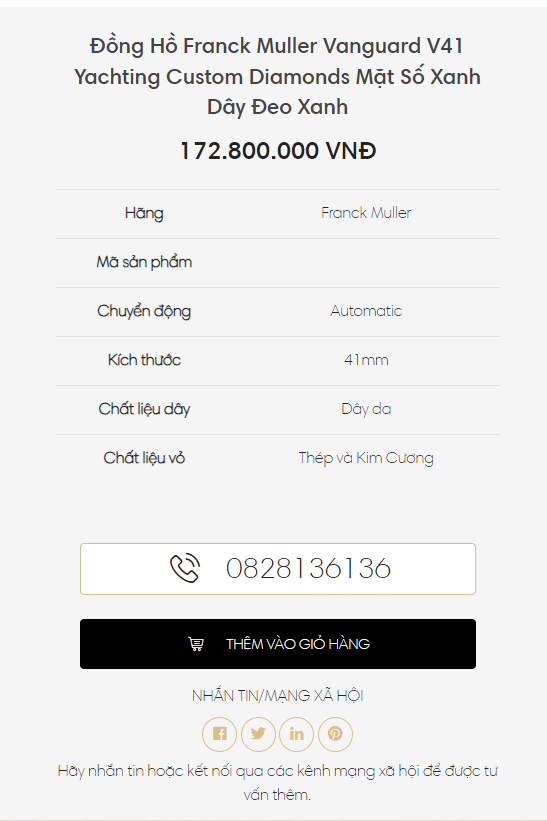 Đồng Hồ Franck Muller Vanguard V41
Yachting Custom Diamonds Mặt Số Xanh
Dây Đeo Xanh
172.800.000 VNĐ
Hãng Franck Muller
Mã sản phẩm
Chuyển động Automatic
Kích thước 41mm
Chất liệu dây Dây da
Chất liệu vỏ Thép và Kim Cương
0828136136
THÊM VÀO GIỎ HÀNG
NHẮN TIN/MẠNG XÃ HỘI
Hãy nhắn tin hoặc kết nối qua các kênh mạng xã hội để được tư
vấn thêm.